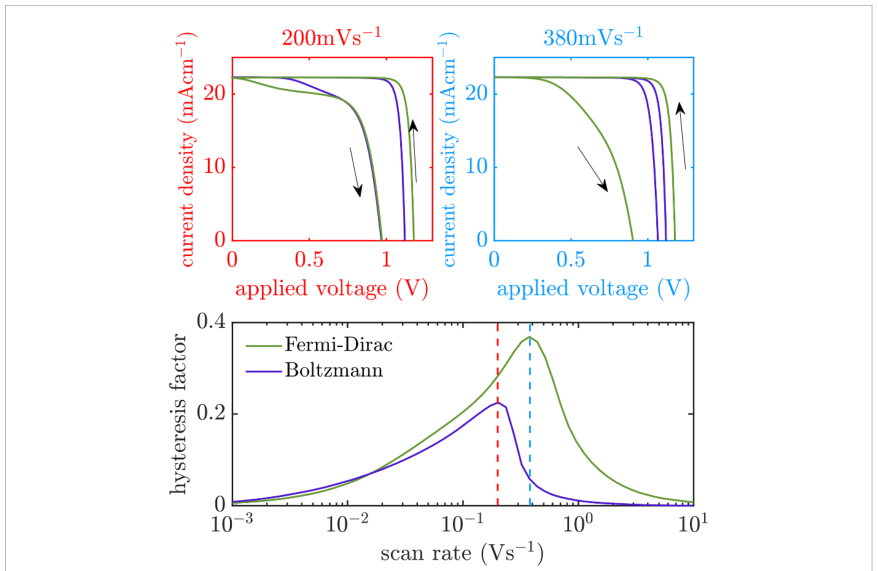 200mVs⁻¹
current density (mAcm⁻¹)
20
10
0
0 0.5 1
applied voltage (V)
380mVs⁻¹
current density (mAcm⁻¹)
20
10
0
0 0.5 1
applied voltage (V)
hysteresis factor
0.4
0.2
0
Fermi-Dirac
Boltzmann
10⁻³ 10⁻² 10⁻¹ 10⁰ 10¹
scan rate (Vs⁻¹)